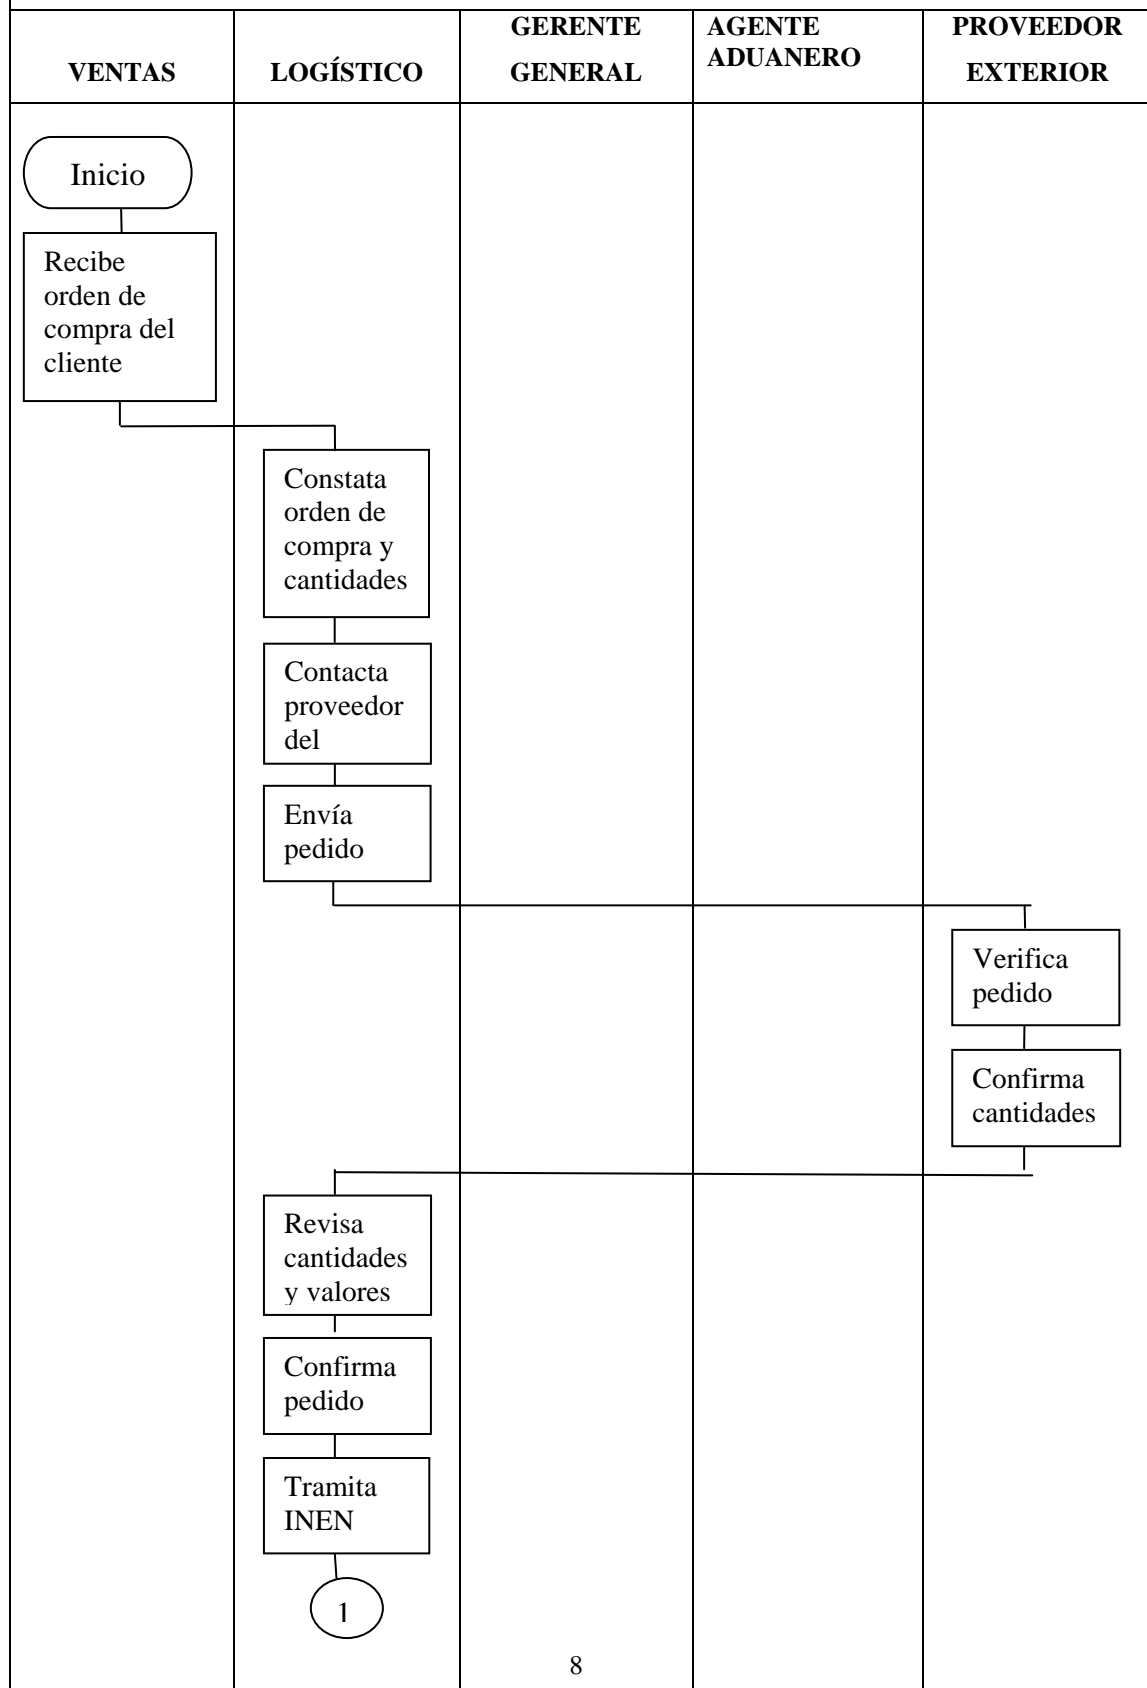 VENTAS
LOGÍSTICO
GERENTE
GENERAL
AGENTE
ADUANERO
PROVEEDOR
EXTERIOR
Inicio
Recibe
orden de
compra del
cliente
Constata
orden de
compra y
cantidades
Contacta
proveedor
del
Envía
pedido
Verifica
pedido
Confirma
cantidades
Revisa
cantidades
y valores
Confirma
pedido
Tramita
INEN
1
8